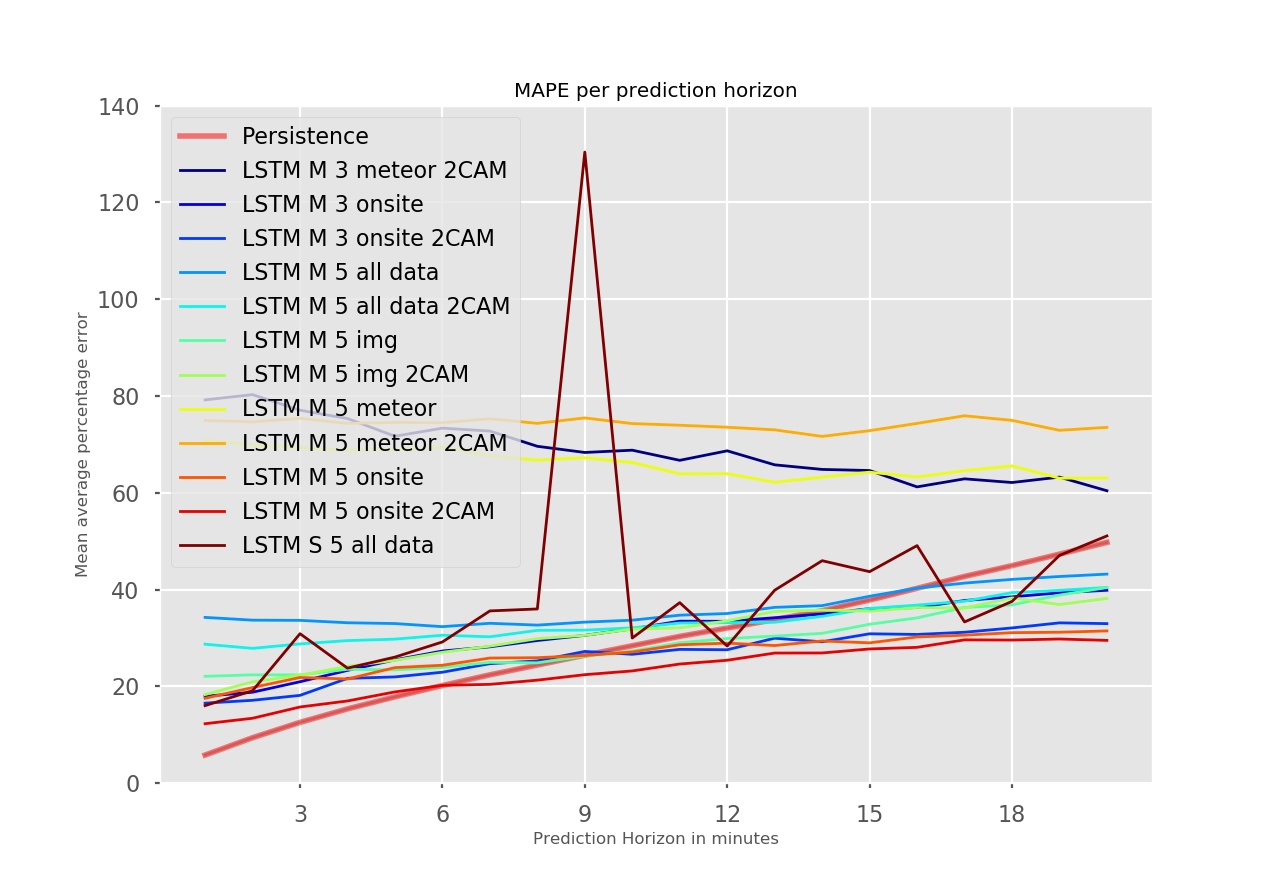 MAPE per prediction horizon
140
120
100
80
60
40
20
0
Mean average percentage error
Persistence
LSTM M 3 meteor 2CAM
LSTM M 3 onsite
LSTM M 3 onsite 2CAM
LSTM M 5 all data
LSTM M 5 all data 2CAM
LSTM M 5 img
LSTM M 5 img 2CAM
LSTM M 5 meteor
LSTM M 5 meteor 2CAM
LSTM M 5 onsite
LSTM M 5 onsite 2CAM
LSTM S 5 all data
3 6 9 12 15 18
Prediction Horizon in minutes